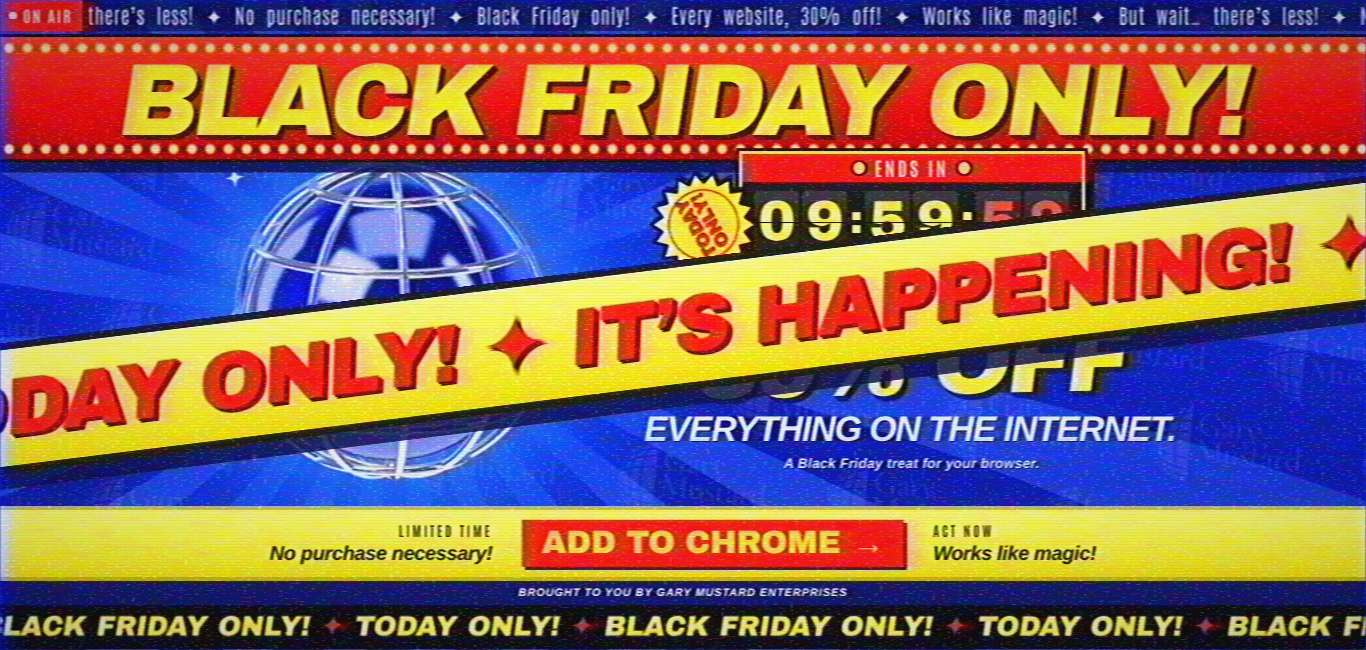 ON AIR there's less! ✦ No purchase necessary! ✦ Black Friday only! ✦ Every website, 30% off! ✦ Works like magic! ✦ But wait… there's less! ✦
BLACK FRIDAY ONLY!
ENDS IN
TODAY ONLY!
09:59:
DAY ONLY! ✦ IT'S HAPPENING! ✦
% OFF
EVERYTHING ON THE INTERNET.
A Black Friday treat for your browser.
LIMITED TIME
No purchase necessary!
ADD TO CHROME →
ACT NOW
Works like magic!
BROUGHT TO YOU BY GARY MUSTARD ENTERPRISES
LACK FRIDAY ONLY! ✦ TODAY ONLY! ✦ BLACK FRIDAY ONLY! ✦ TODAY ONLY! ✦ BLACK F